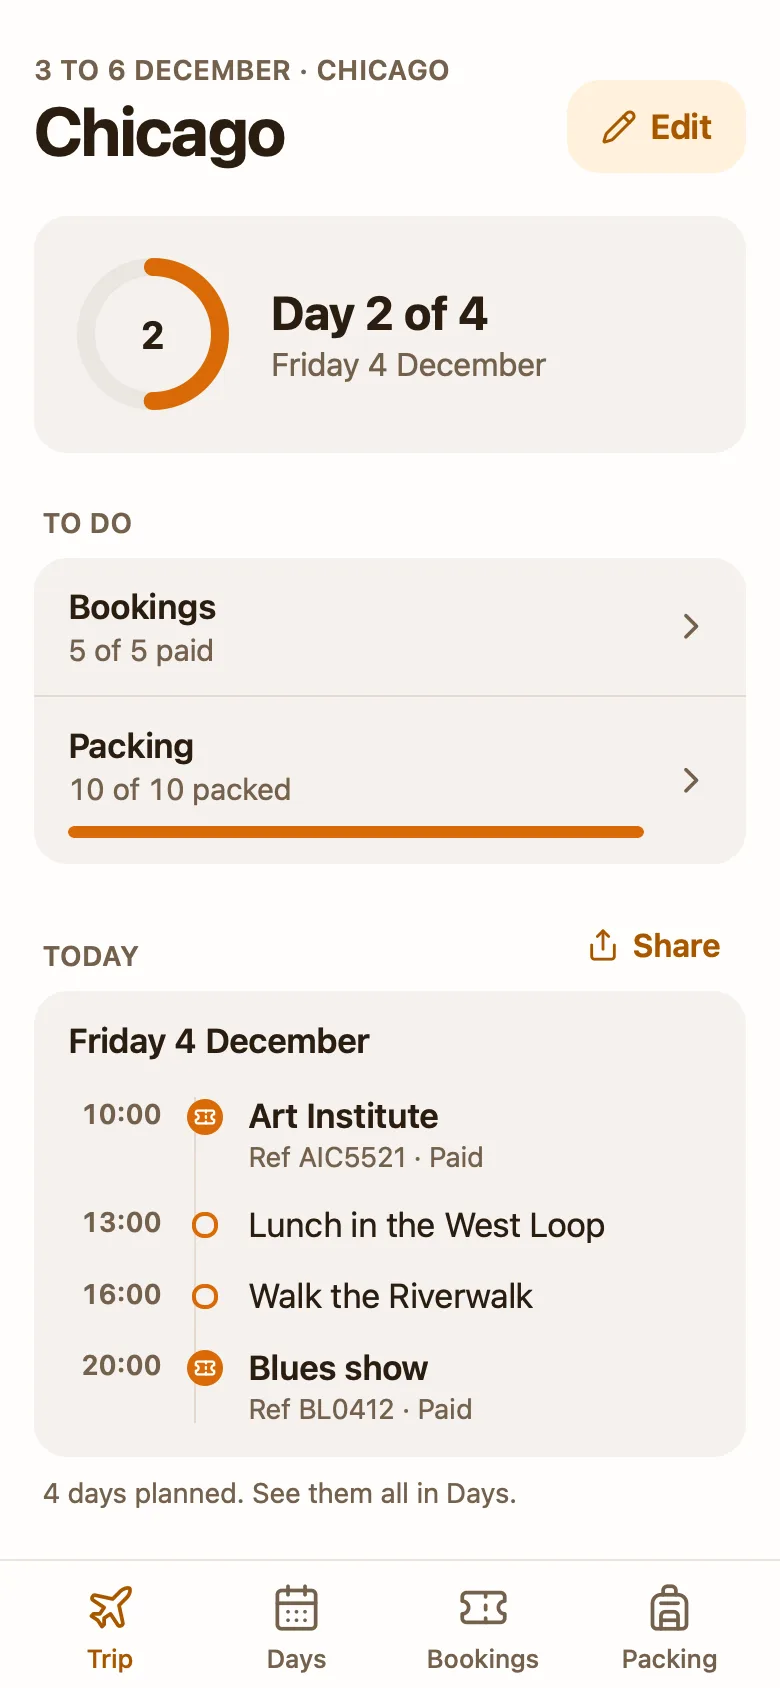 3 TO 6 DECEMBER · CHICAGO
Chicago
Edit
2
Day 2 of 4
Friday 4 December
TO DO
Bookings
5 of 5 paid
Packing
10 of 10 packed
TODAY
Share
Friday 4 December
10:00 Art Institute
Ref AIC5521 · Paid
13:00 Lunch in the West Loop
16:00 Walk the Riverwalk
20:00 Blues show
Ref BL0412 · Paid
4 days planned. See them all in Days.
Trip Days Bookings Packing